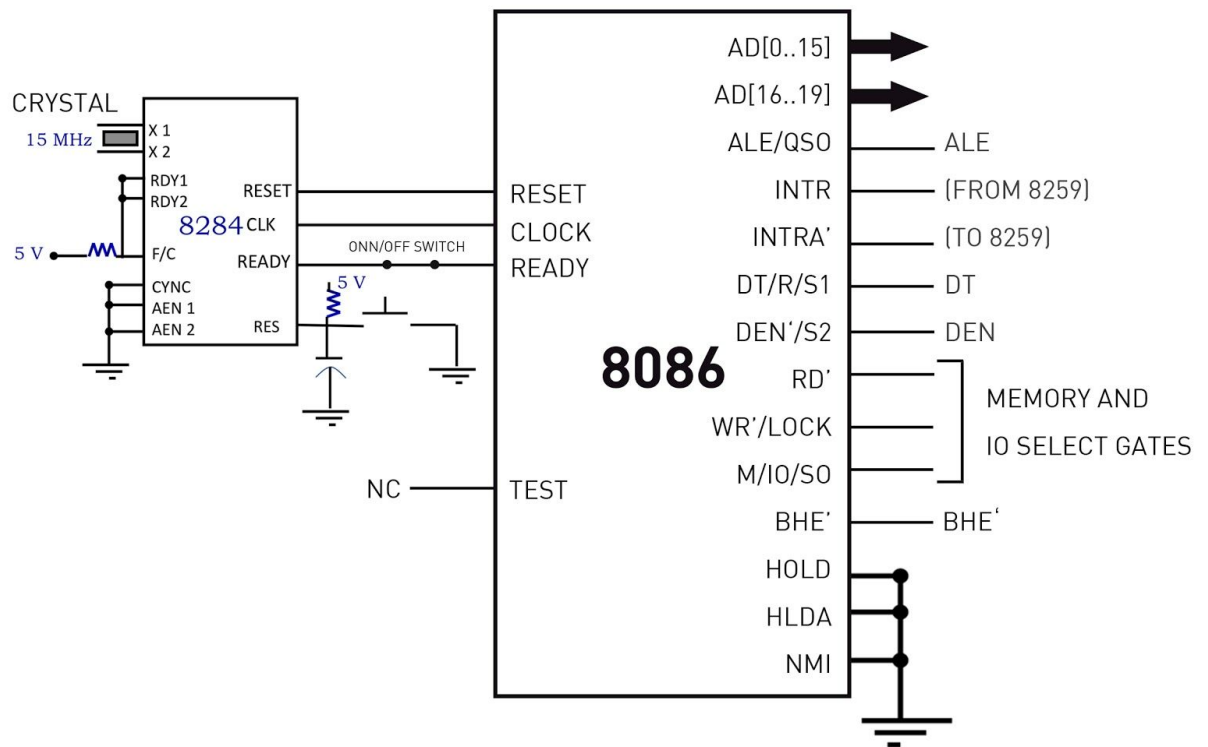 CRYSTAL
15 MHz
X 1
X 2
RDY1
RDY2
5 V
F/C
CYNC
AEN 1
AEN 2
8284
RESET
CLK
READY
RES
ONN/OFF SWITCH
5 V
NC
RESET
CLOCK
READY
TEST
8086
AD[0..15]
AD[16..19]
ALE/QSO
INTR
INTRA'
DT/R/S1
DEN‘/S2
RD’
WR’/LOCK
M/IO/SO
BHE’
HOLD
HLDA
NMI
ALE
(FROM 8259)
(TO 8259)
DT
DEN
MEMORY AND
IO SELECT GATES
BHE‘